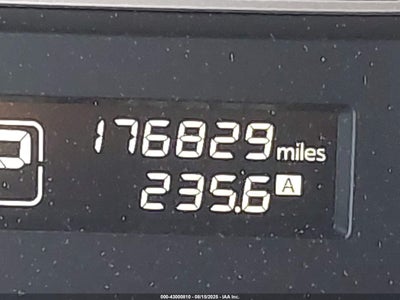 176829 miles
P
235.6 A
000-43000810 - 08/15/2025 - IAA Inc.